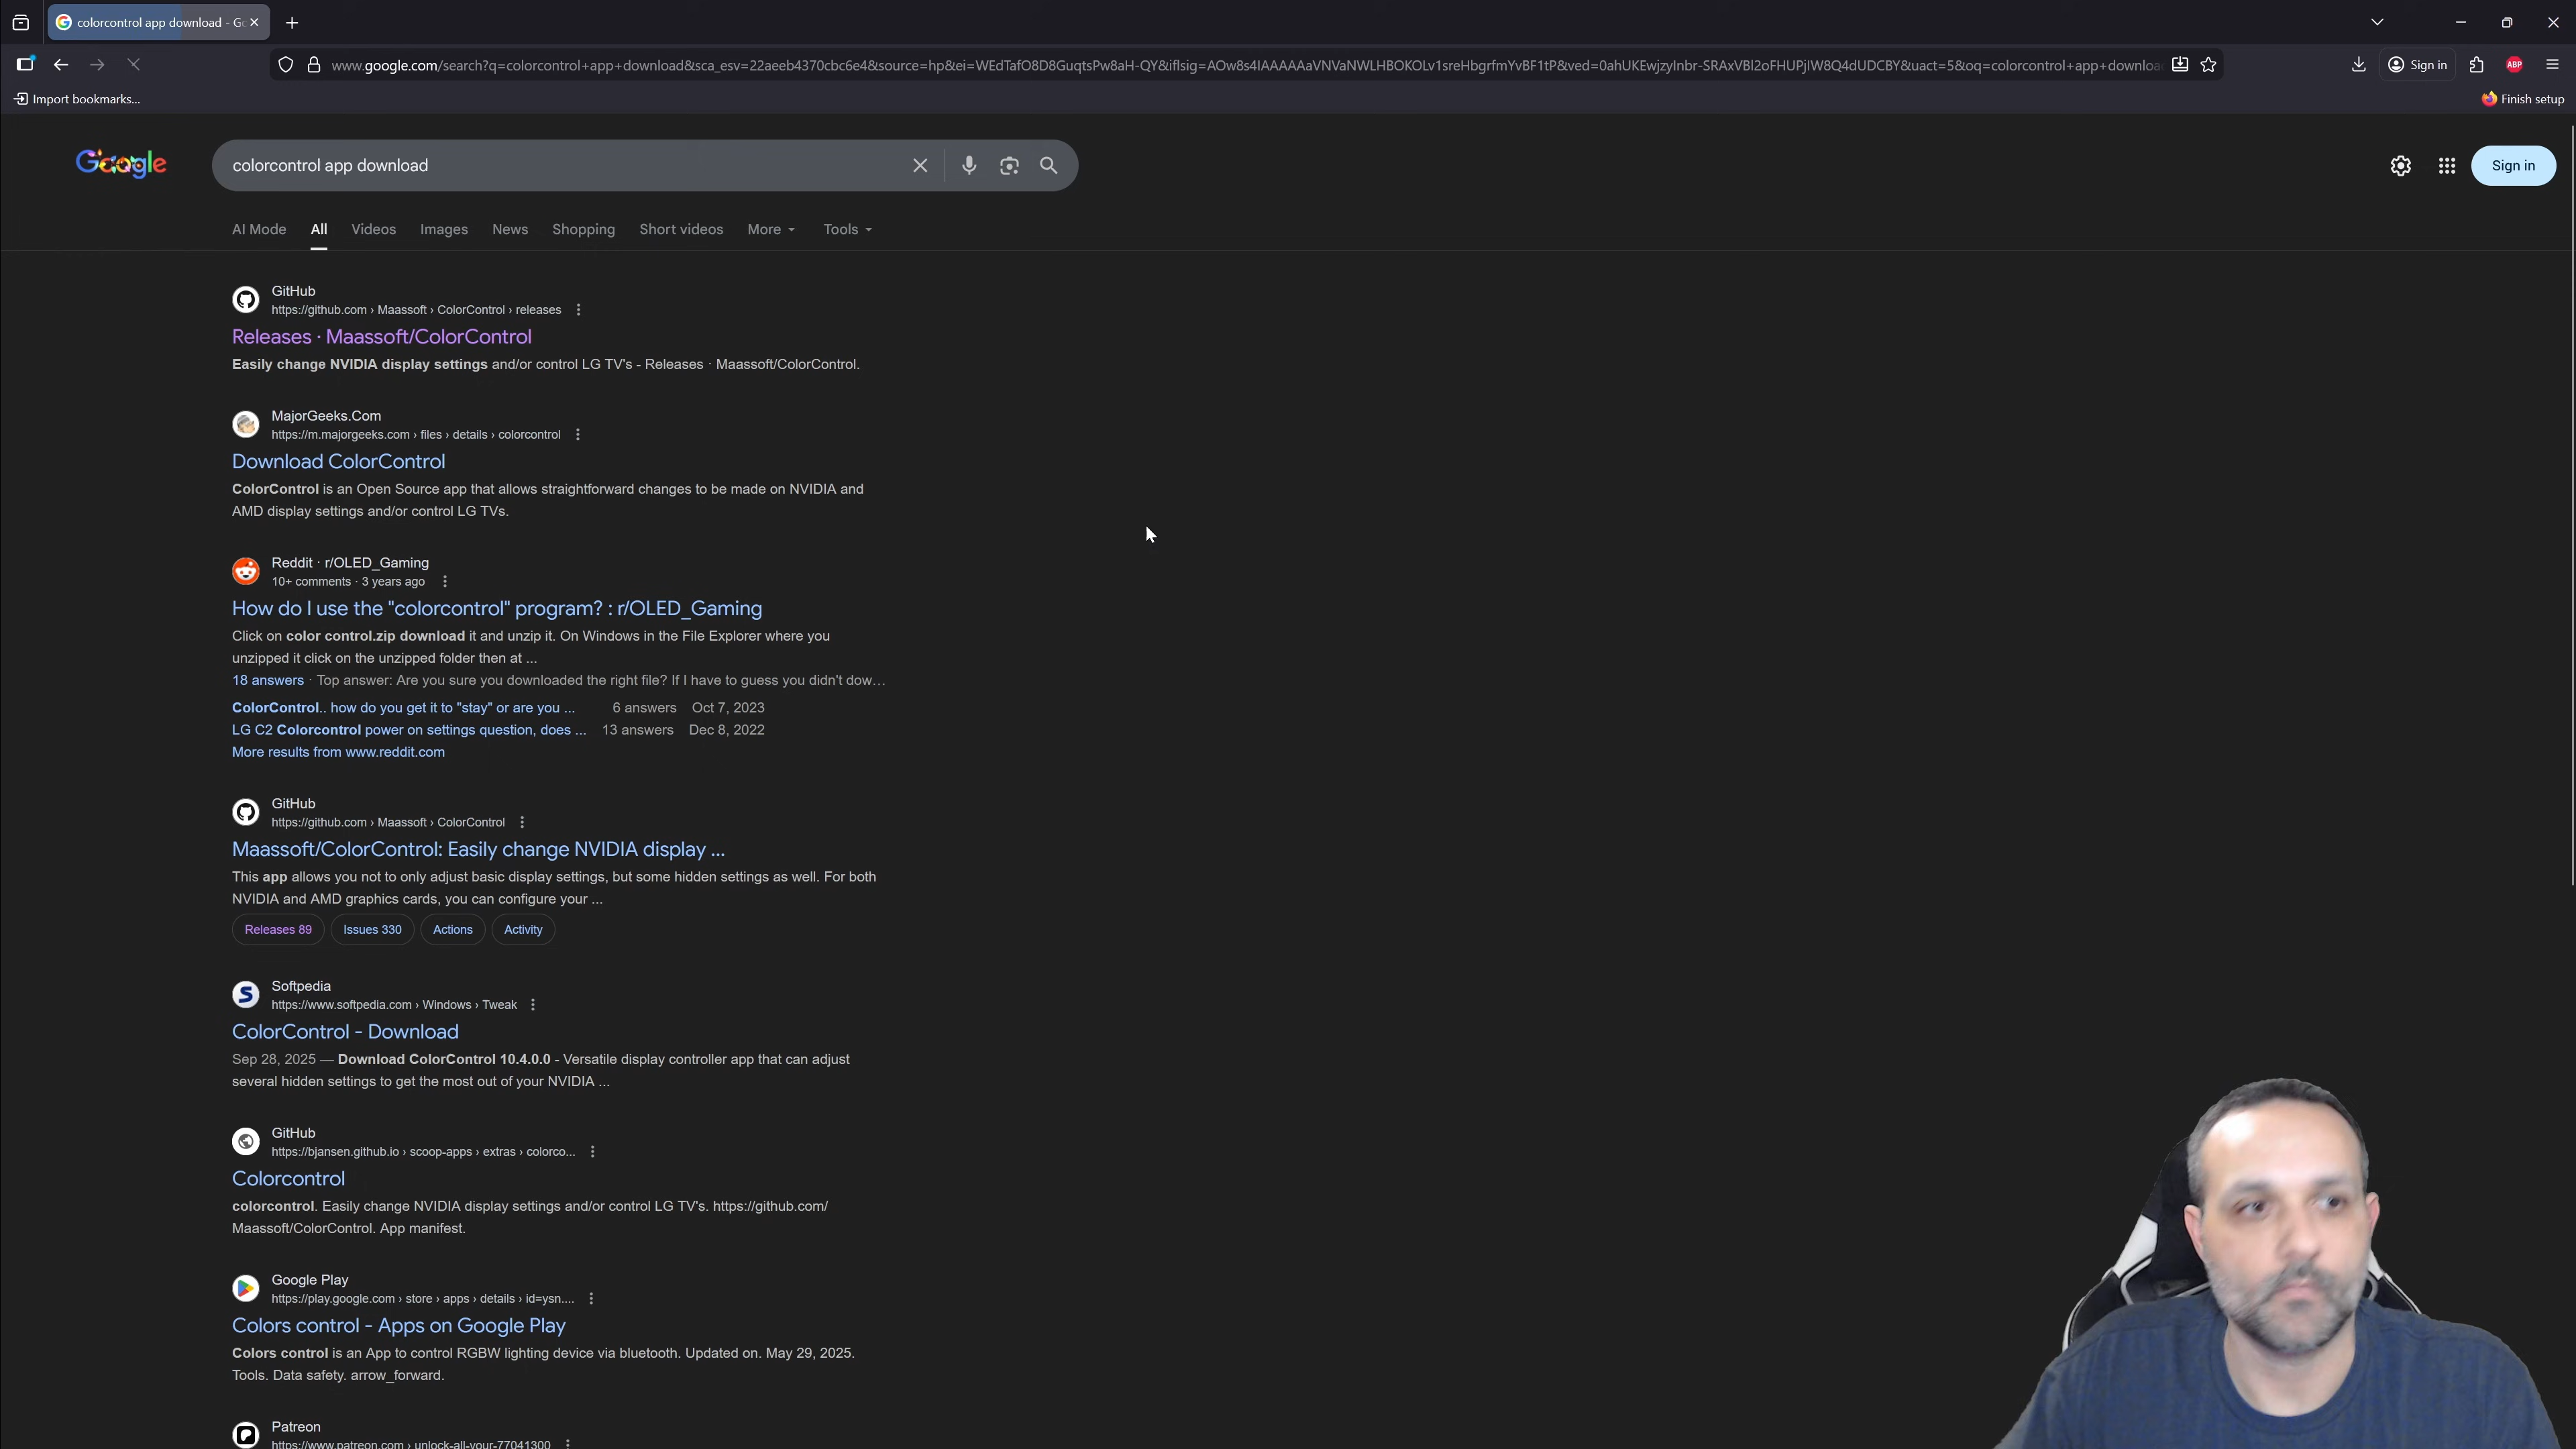 colorcontrol app download - Go
www.google.com/search?q=colorcontrol+app+download&sca_esv=22aeeb4370cbc6e4&source=hp&ei=WEdTafO8D8GuqtsPw8aH-QY&iflsig=AOw8s4IAAAAAaVNVaNWLHBOKOLv1sreHbgrfmYvBF1tP&ved=0ahUKEwjzyInbr-SRAxVBl2oFHUPjIW8Q4dUDCBY&uact=5&oq=colorcontrol+app+downloa
Sign in
ABP
Import bookmarks...
Finish setup
Google
colorcontrol app download
Sign in
AI Mode All Videos Images News Shopping Short videos More Tools
GitHub
https://github.com › Maassoft › ColorControl › releases
Releases · Maassoft/ColorControl
Easily change NVIDIA display settings and/or control LG TV's - Releases · Maassoft/ColorControl.
MajorGeeks.Com
https://m.majorgeeks.com › files › details › colorcontrol
Download ColorControl
ColorControl is an Open Source app that allows straightforward changes to be made on NVIDIA and
AMD display settings and/or control LG TVs.
Reddit · r/OLED_Gaming
10+ comments · 3 years ago
How do I use the "colorcontrol" program? : r/OLED_Gaming
Click on color control.zip download it and unzip it. On Windows in the File Explorer where you
unzipped it click on the unzipped folder then at ...
18 answers · Top answer: Are you sure you downloaded the right file? If I have to guess you didn't dow...
ColorControl.. how do you get it to "stay" or are you ... 6 answers Oct 7, 2023
LG C2 Colorcontrol power on settings question, does ... 13 answers Dec 8, 2022
More results from www.reddit.com
GitHub
https://github.com › Maassoft › ColorControl
Maassoft/ColorControl: Easily change NVIDIA display ...
This app allows you not to only adjust basic display settings, but some hidden settings as well. For both
NVIDIA and AMD graphics cards, you can configure your ...
Releases 89 Issues 330 Actions Activity
Softpedia
https://www.softpedia.com › Windows › Tweak
ColorControl - Download
Sep 28, 2025 — Download ColorControl 10.4.0.0 - Versatile display controller app that can adjust
several hidden settings to get the most out of your NVIDIA ...
GitHub
https://bjansen.github.io › scoop-apps › extras › colorco...
Colorcontrol
colorcontrol. Easily change NVIDIA display settings and/or control LG TV's. https://github.com/
Maassoft/ColorControl. App manifest.
Google Play
https://play.google.com › store › apps › details › id=ysn....
Colors control - Apps on Google Play
Colors control is an App to control RGBW lighting device via bluetooth. Updated on. May 29, 2025.
Tools. Data safety. arrow_forward.
Patreon
https://www.patreon.com › unlock-all-your-77041300